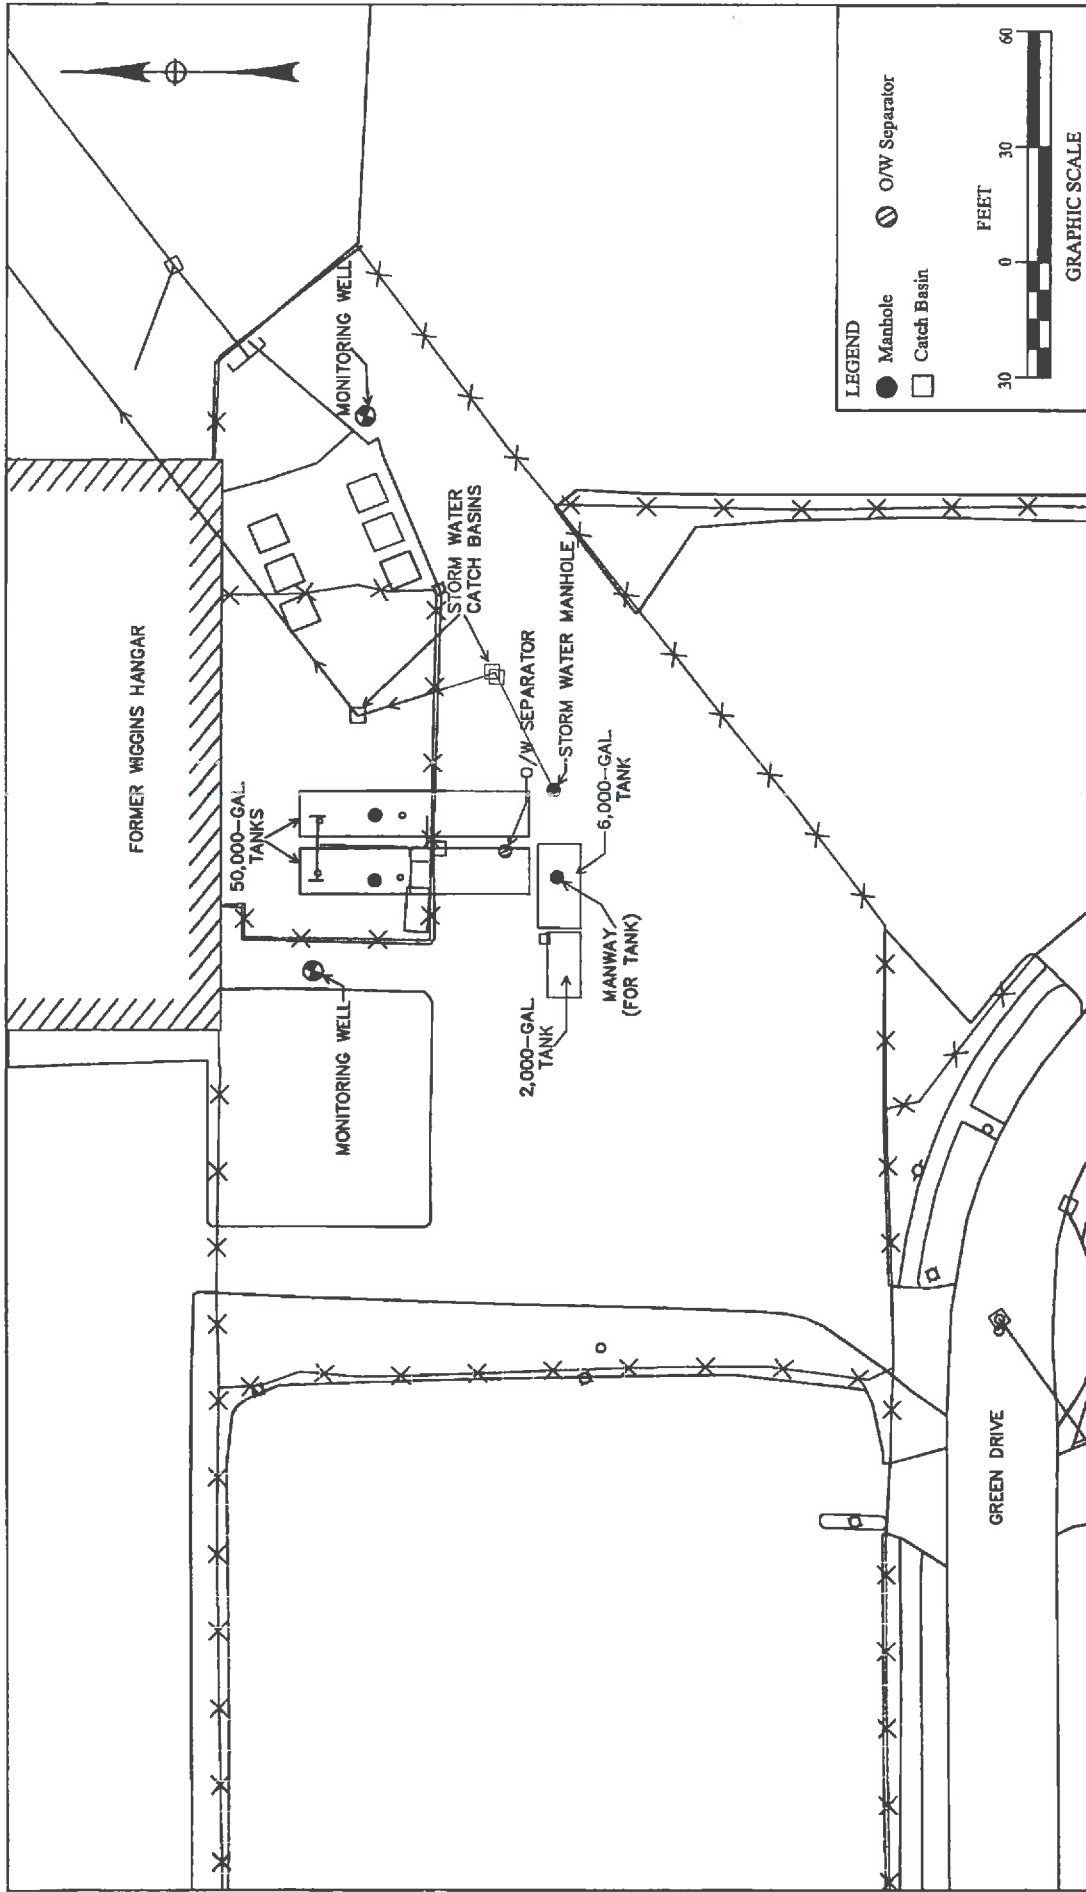 FORMER WIGGINS HANGAR
50,000-GAL.
TANKS
MONITORING WELL
MONITORING WELL
STORM WATER
CATCH BASINS
O/W SEPARATOR
STORM WATER MANHOLE
6,000-GAL.
TANK
MANWAY
(FOR TANK)
2,000-GAL.
TANK
GREEN DRIVE
LEGEND
Manhole
O/W Separator
Catch Basin
FEET
30 0 30 60
GRAPHIC SCALE